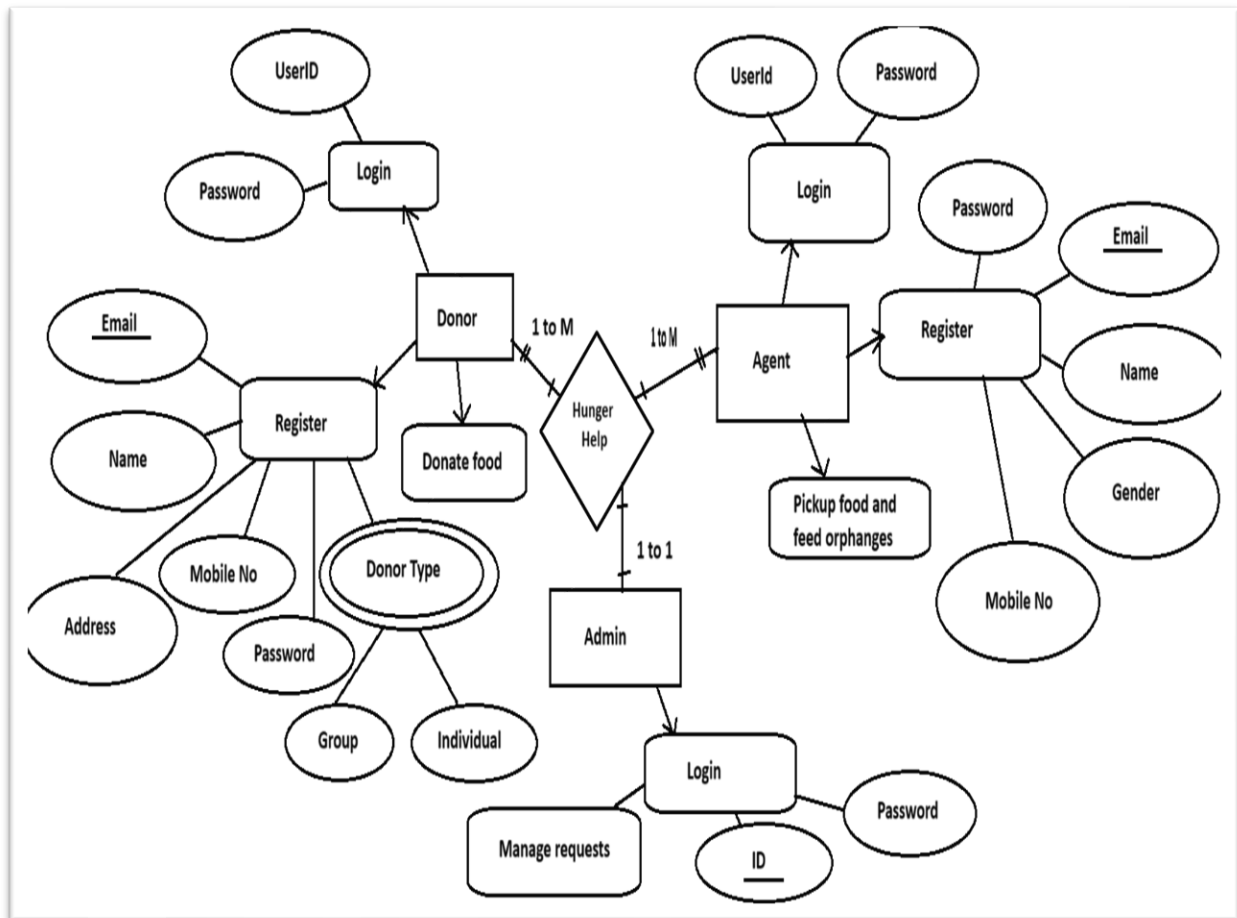 UserID
Login
Password
UserId
Password
Login
Password
Email
Register
Name
Gender
Mobile No
Donor
1 to M
1 to M
Agent
Email
Register
Name
Donate food
Hunger
Help
Pickup food and
feed orphanges
Address
Mobile No
Donor Type
Password
Group
Individual
1 to 1
Admin
Login
Manage requests
ID
Password